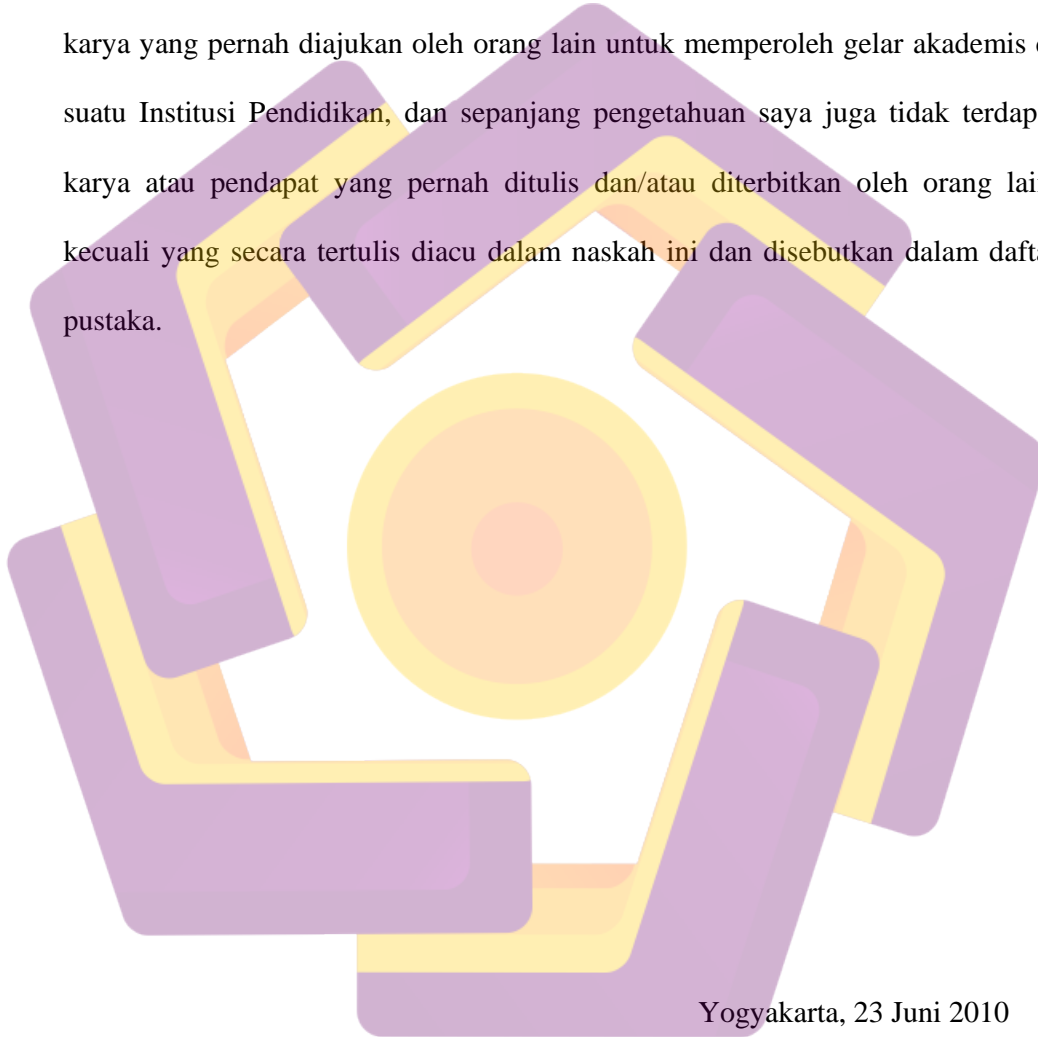 karya yang pernah diajukan oleh orang lain untuk memperoleh gelar akademis
suatu Institusi Pendidikan, dan sepanjang pengetahuan saya juga tidak terdap
karya atau pendapat yang pernah ditulis dan/atau diterbitkan oleh orang lain
kecuali yang secara tertulis diacu dalam naskah ini dan disebutkan dalam dafta
pustaka.
Yogyakarta, 23 Juni 2010